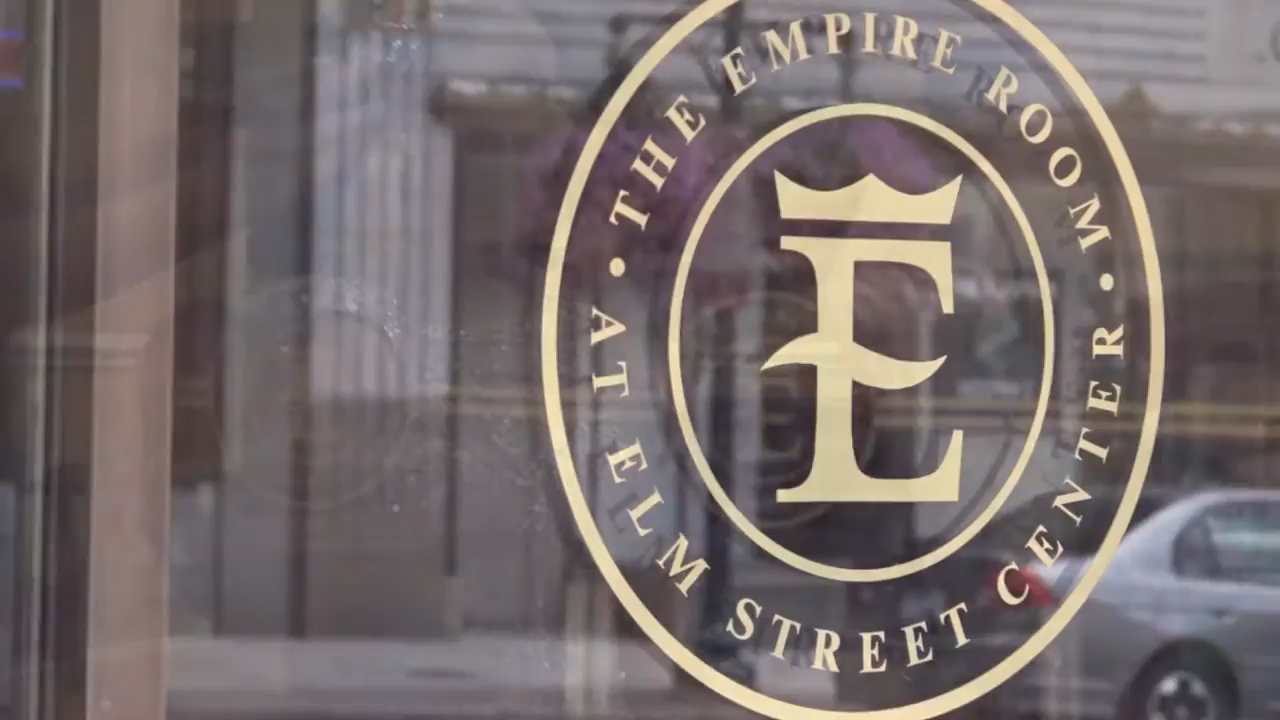 • THE EMPIRE ROOM •
AT ELM STREET CENTER
E